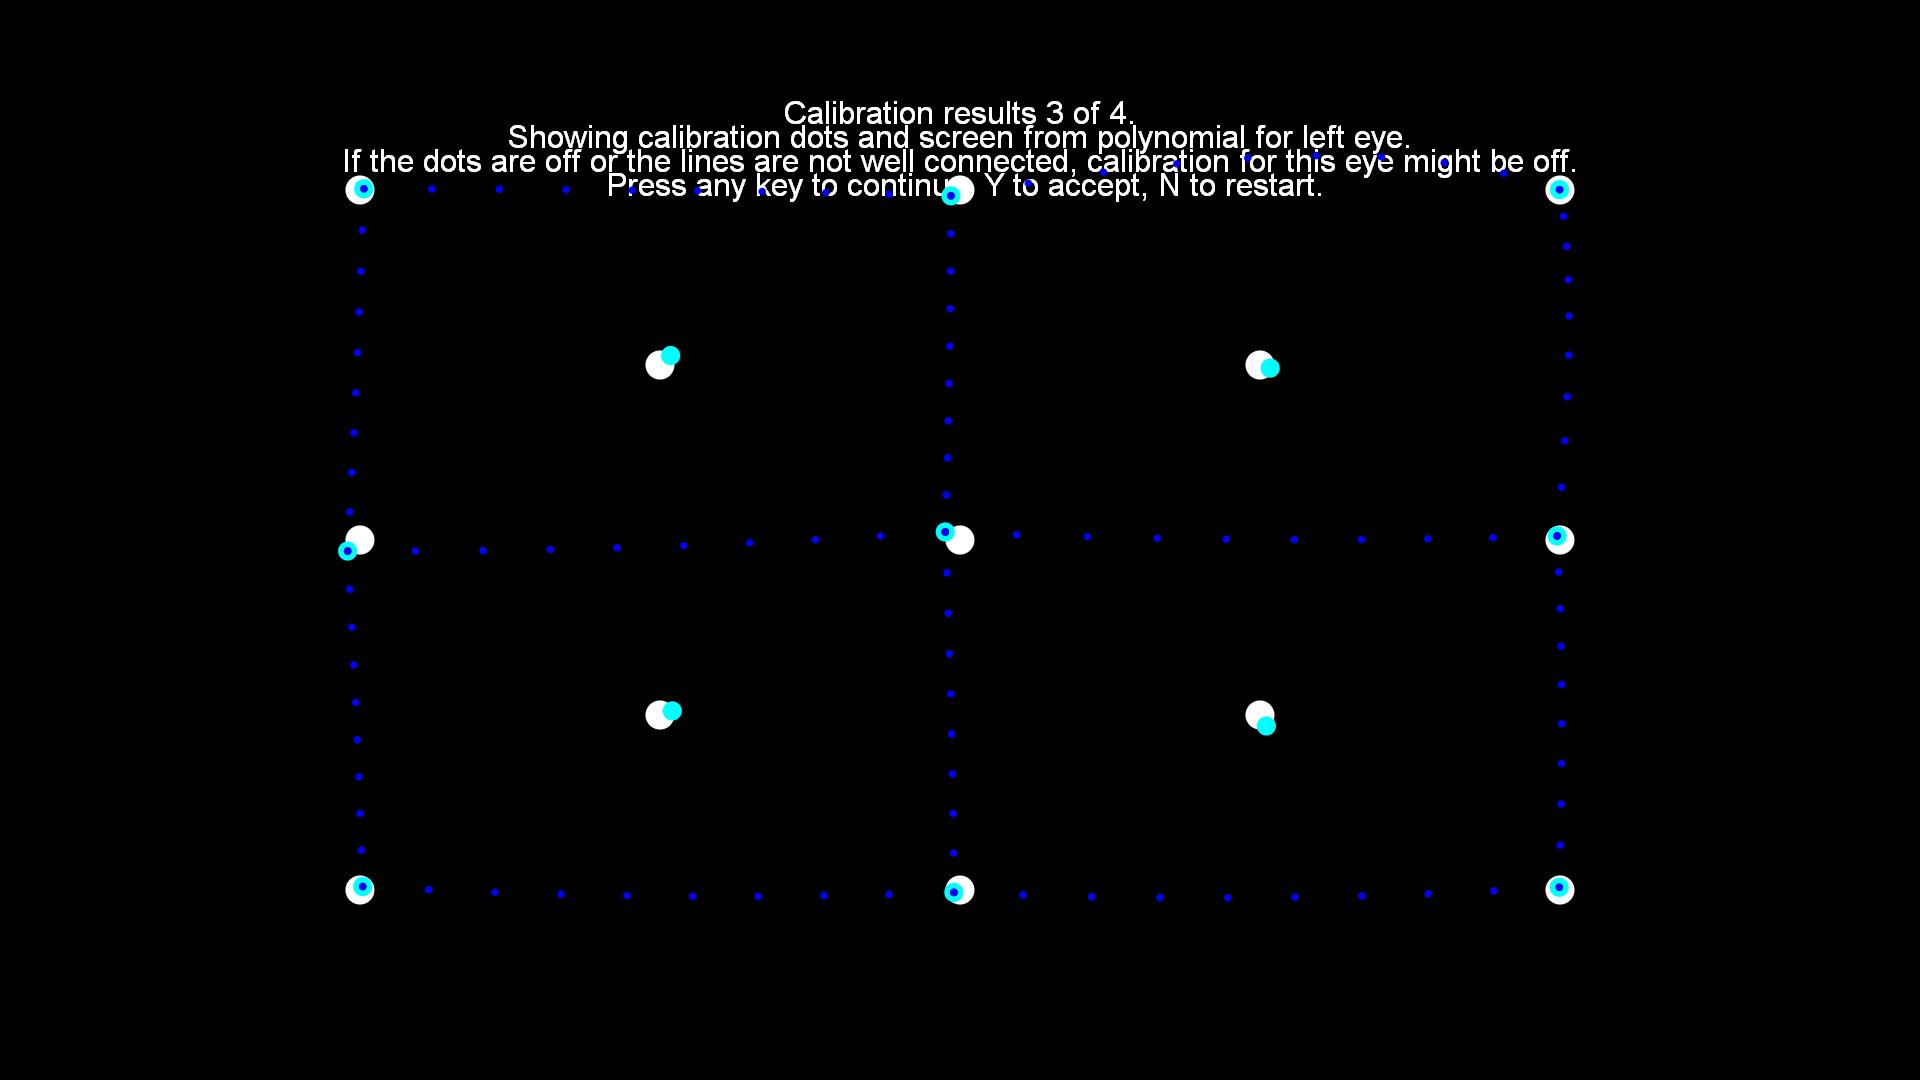 Calibration results 3 of 4.
Showing calibration dots and screen from polynomial for left eye.
If the dots are off or the lines are not well connected, calibration for this eye might be off.
Press any key to continu Y to accept, N to restart.